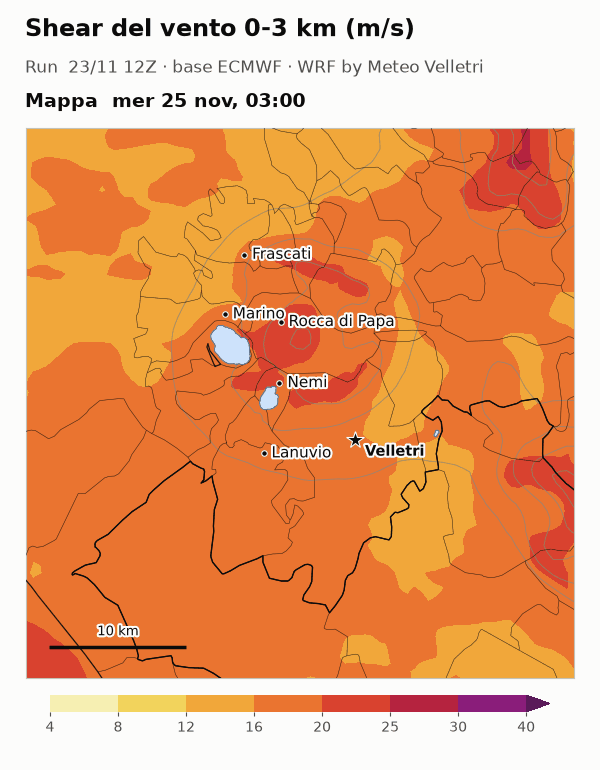 Shear del vento 0-3 km (m/s)
Run  23/11 12Z · base ECMWF · WRF by Meteo Velletri
Mappa  mer 25 nov, 03:00
Frascati
Marino
Rocca di Papa
Nemi
Velletri
Lanuvio
10 km
4 8 12 16 20 25 30 40